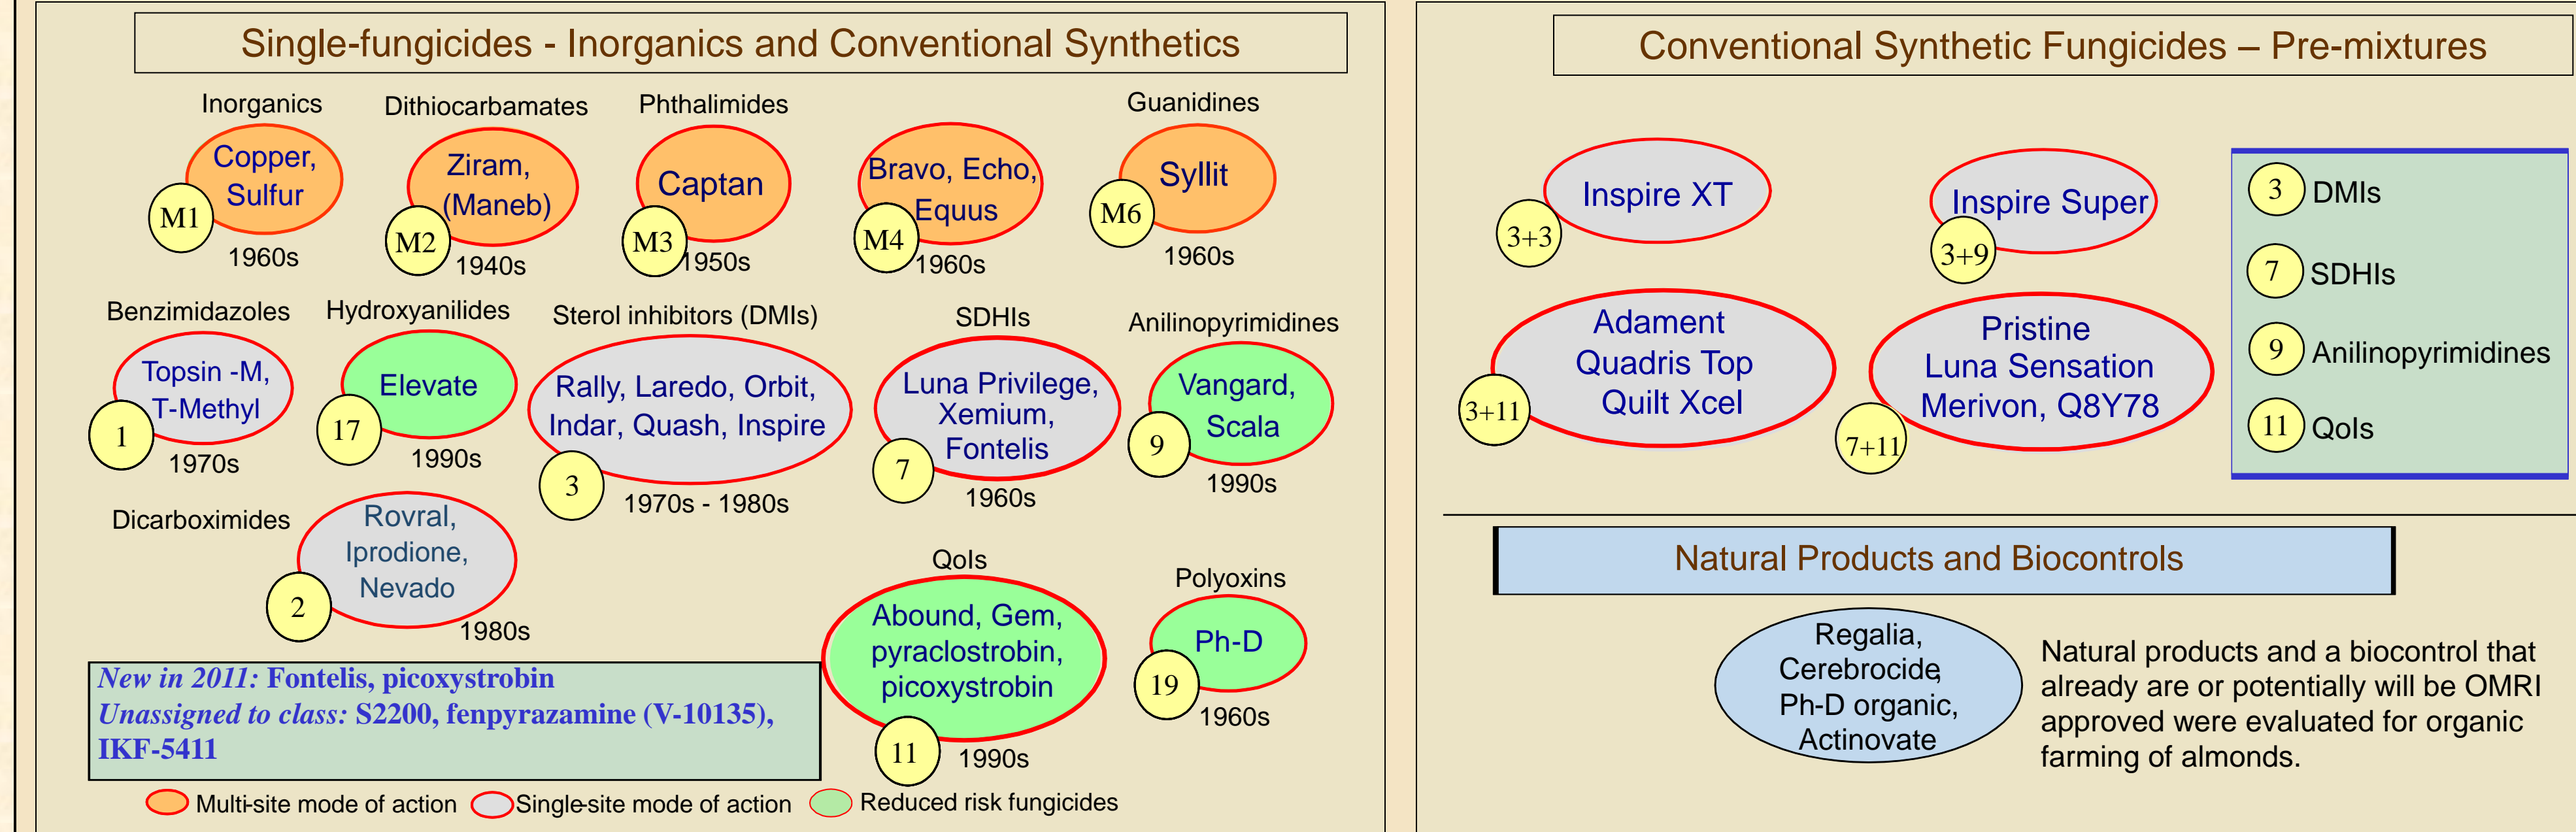 Single-fungicides - Inorganics and Conventional Synthetics
Inorganics
Copper,
Sulfur
M1
1960s
Dithiocarbamates
Ziram,
(Maneb)
M2
1940s
Phthalimides
Captan
M3
1950s
Bravo, Echo,
Equus
M4
1960s
Guanidines
Syllit
M6
1960s
Benzimidazoles
Topsin -M,
T-Methyl
1
1970s
Hydroxyanilides
Elevate
17
1990s
Sterol inhibitors (DMIs)
Rally, Laredo, Orbit,
Indar, Quash, Inspire
3
1970s - 1980s
SDHIs
Luna Privilege,
Xemium,
Fontelis
7
1960s
Anilinopyrimidines
Vangard,
Scala
9
1990s
Dicarboximides
Rovral,
Iprodione,
Nevado
2
1980s
QoIs
Abound, Gem,
pyraclostrobin,
picoxystrobin
11
1990s
Polyoxins
Ph-D
19
1960s
New in 2011: Fontelis, picoxystrobin
Unassigned to class: S2200, fenpyrazamine (V-10135),
IKF-5411
Multi-site mode of action
Single-site mode of action
Reduced risk fungicides
Conventional Synthetic Fungicides – Pre-mixtures
Inspire XT
3+3
Inspire Super
3+9
Adament
Quadris Top
Quilt Xcel
3+11
Pristine
Luna Sensation
Merivon, Q8Y78
7+11
3 DMIs
7 SDHIs
9 Anilinopyrimidines
11 QoIs
Natural Products and Biocontrols
Regalia,
Cerebrocide,
Ph-D organic,
Actinovate
Natural products and a biocontrol that
already are or potentially will be OMRI
approved were evaluated for organic
farming of almonds.